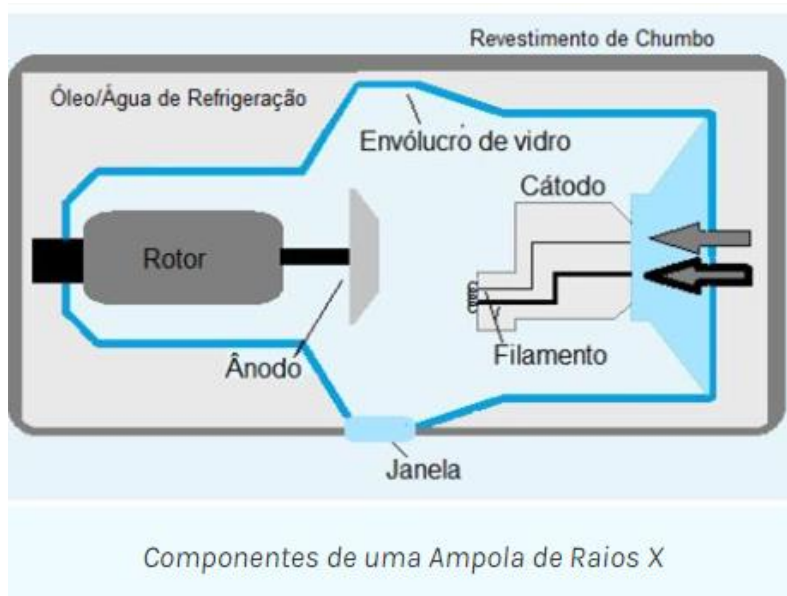 Revestimento de Chumbo
Óleo/Água de Refrigeração
Envólucro de vidro
Cátodo
Rotor
Filamento
Ânodo
Janela
Componentes de uma Ampola de Raios X